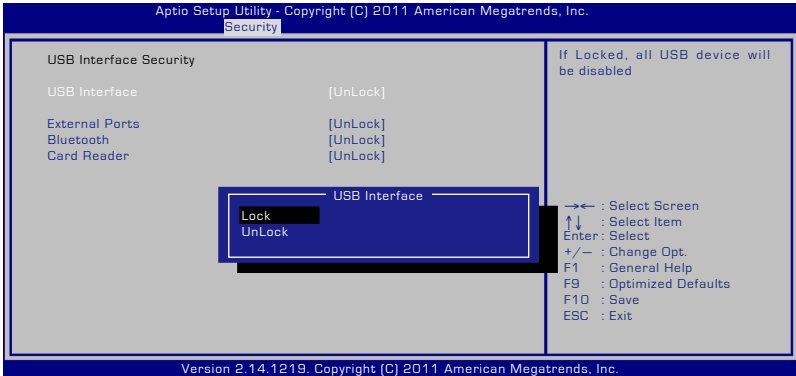 Aptio Setup Utility - Copyright (C) 2011 American Megatrends, Inc.
Security
USB Interface Security
USB Interface [UnLock]
External Ports [UnLock]
Bluetooth [UnLock]
Card Reader [UnLock]
If Locked, all USB device will
be disabled
USB Interface
Lock
UnLock
→← : Select Screen
↑↓ : Select Item
Enter : Select
+/— : Change Opt.
F1 : General Help
F9 : Optimized Defaults
F10 : Save
ESC : Exit
Version 2.14.1219. Copyright (C) 2011 American Megatrends, Inc.